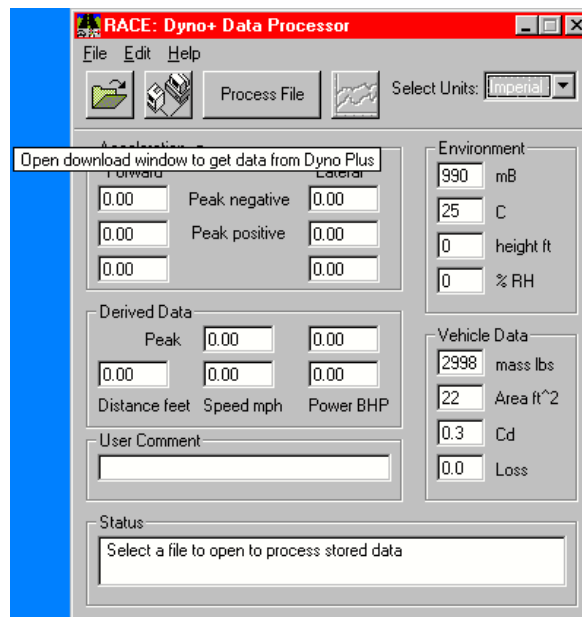 RACE: Dyno+ Data Processor
File Edit Help
Process File
Select Units: Imperial
Open download window to get data from Dyno Plus
Forward Lateral
0.00 Peak negative 0.00
0.00 Peak positive 0.00
0.00 0.00
Environment
990 mB
25 C
0 height ft
0 % RH
Derived Data
Peak 0.00 0.00
0.00 0.00 0.00
Distance feet Speed mph Power BHP
Vehicle Data
2998 mass lbs
22 Area ft^2
0.3 Cd
0.0 Loss
User Comment
Status
Select a file to open to process stored data